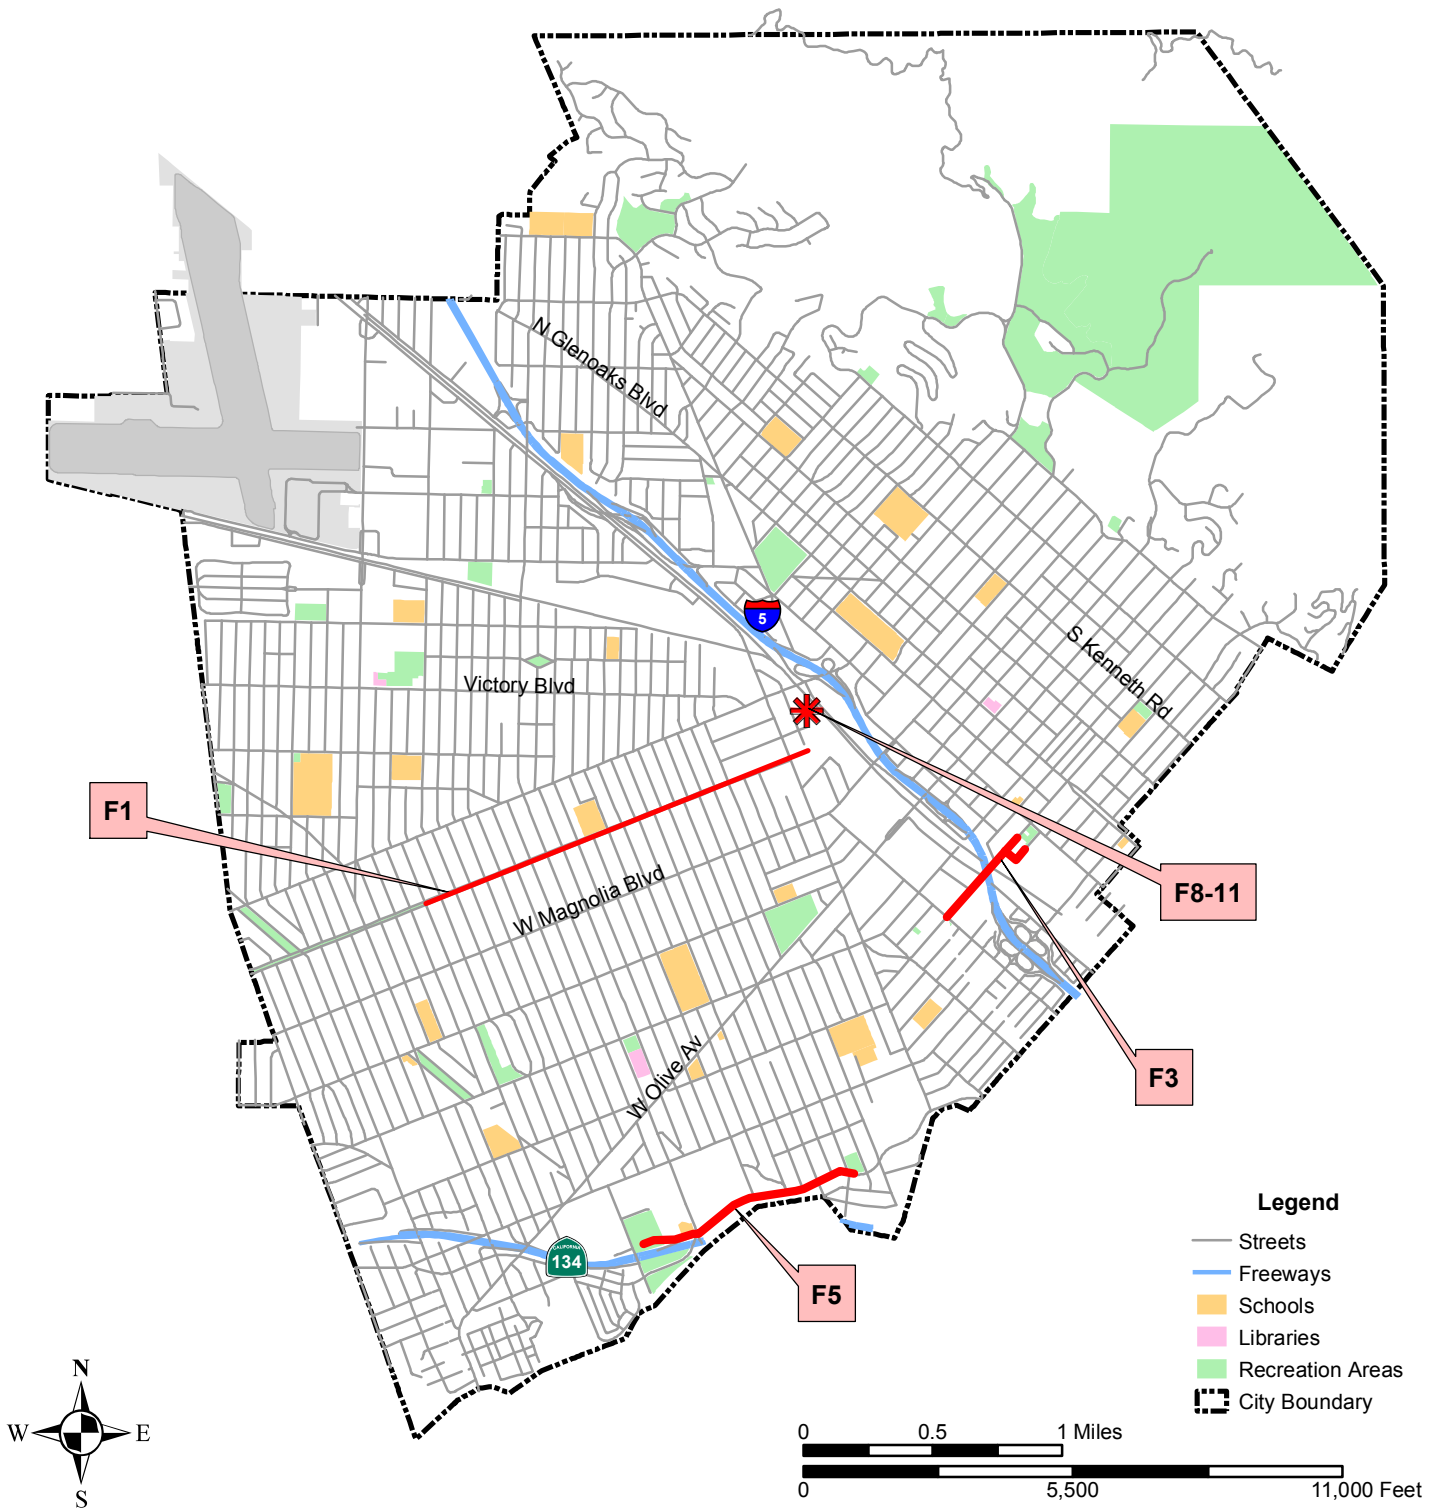 N Glenoaks Blvd
5
S Kenneth Rd
Victory Blvd
F1
W Magnolia Blvd
F8-11
W Olive Av
F3
CALIFORNIA
134
F5
Legend
Streets
Freeways
Schools
Libraries
Recreation Areas
City Boundary
N
W E
S
0 0.5 1 Miles
0 5,500 11,000 Feet